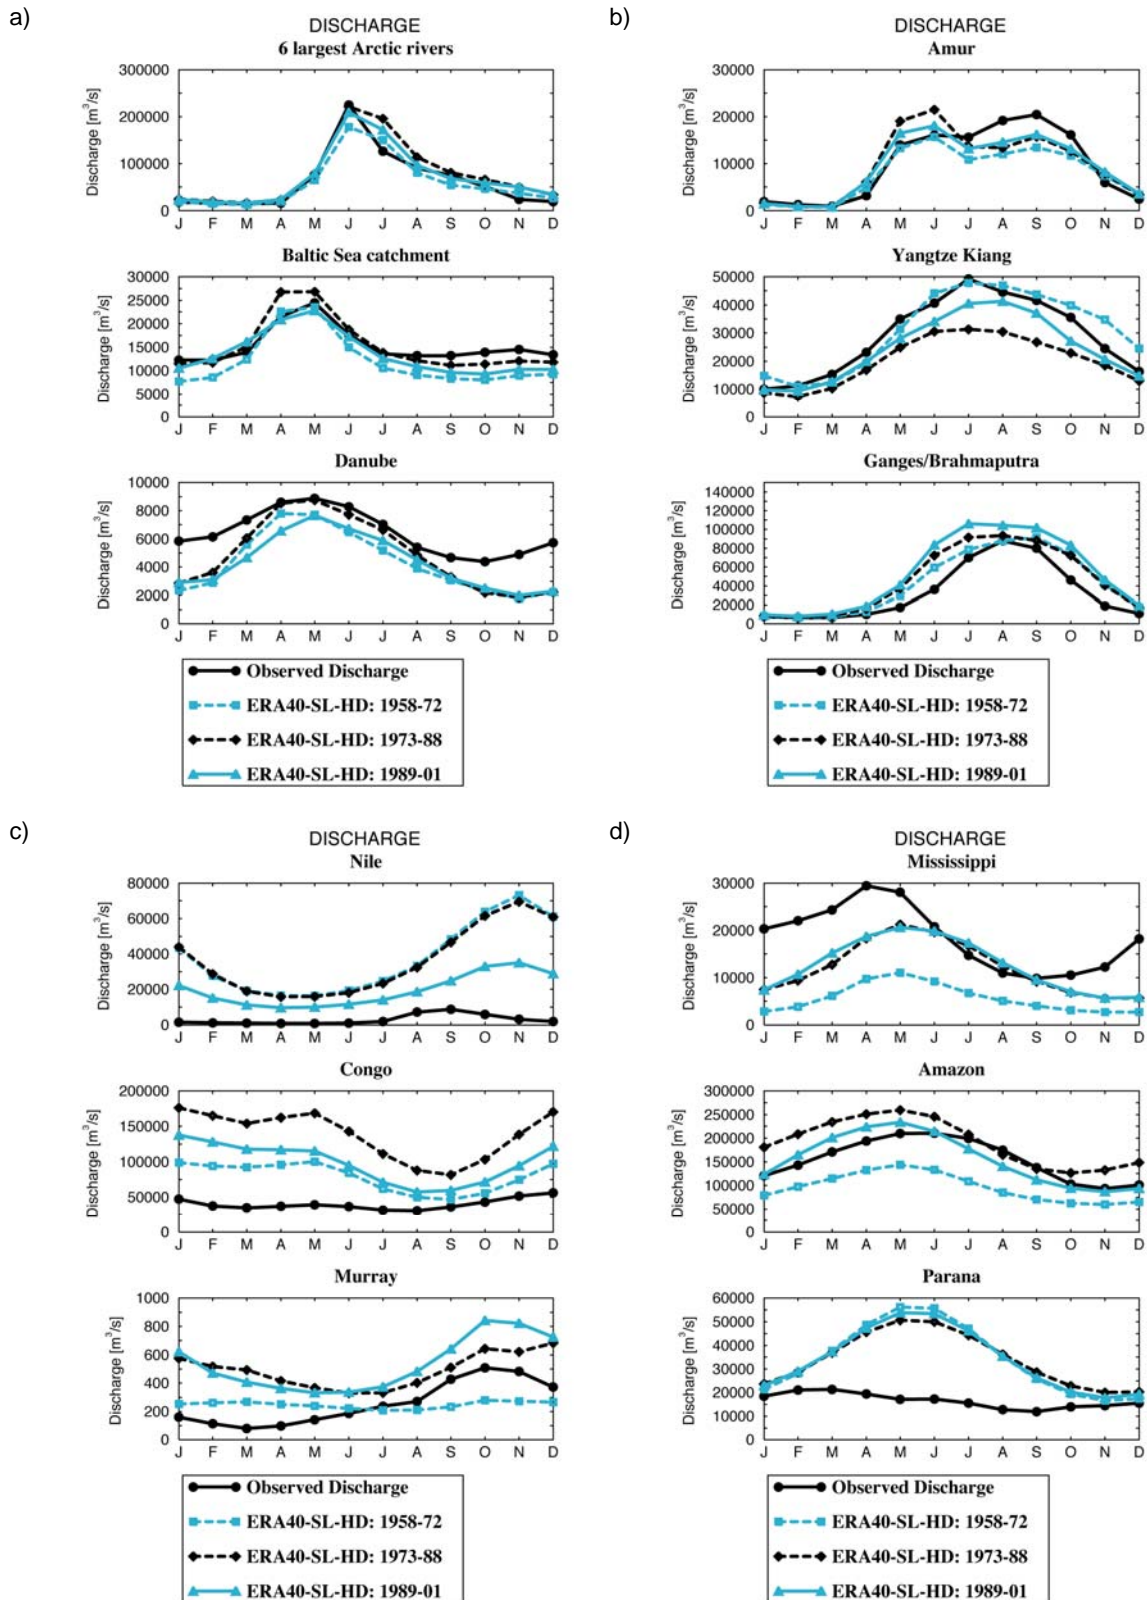 a)
DISCHARGE
6 largest Arctic rivers
300000
200000
100000
0
Discharge [m³/s]
J F M A M J J A S O N D
Baltic Sea catchment
30000
25000
20000
15000
10000
5000
0
Discharge [m³/s]
J F M A M J J A S O N D
Danube
10000
8000
6000
4000
2000
0
Discharge [m³/s]
J F M A M J J A S O N D
Observed Discharge
ERA40-SL-HD: 1958-72
ERA40-SL-HD: 1973-88
ERA40-SL-HD: 1989-01
b)
DISCHARGE
Amur
30000
20000
10000
0
Discharge [m³/s]
J F M A M J J A S O N D
Yangtze Kiang
50000
40000
30000
20000
10000
0
Discharge [m³/s]
J F M A M J J A S O N D
Ganges/Brahmaputra
140000
120000
100000
80000
60000
40000
20000
0
Discharge [m³/s]
J F M A M J J A S O N D
Observed Discharge
ERA40-SL-HD: 1958-72
ERA40-SL-HD: 1973-88
ERA40-SL-HD: 1989-01
c)
DISCHARGE
Nile
80000
60000
40000
20000
0
Discharge [m³/s]
J F M A M J J A S O N D
Congo
200000
150000
100000
50000
0
Discharge [m³/s]
J F M A M J J A S O N D
Murray
1000
800
600
400
200
0
Discharge [m³/s]
J F M A M J J A S O N D
Observed Discharge
ERA40-SL-HD: 1958-72
ERA40-SL-HD: 1973-88
ERA40-SL-HD: 1989-01
d)
DISCHARGE
Mississippi
30000
20000
10000
0
Discharge [m³/s]
J F M A M J J A S O N D
Amazon
300000
250000
200000
150000
100000
50000
0
Discharge [m³/s]
J F M A M J J A S O N D
Parana
60000
50000
40000
30000
20000
10000
0
Discharge [m³/s]
J F M A M J J A S O N D
Observed Discharge
ERA40-SL-HD: 1958-72
ERA40-SL-HD: 1973-88
ERA40-SL-HD: 1989-01